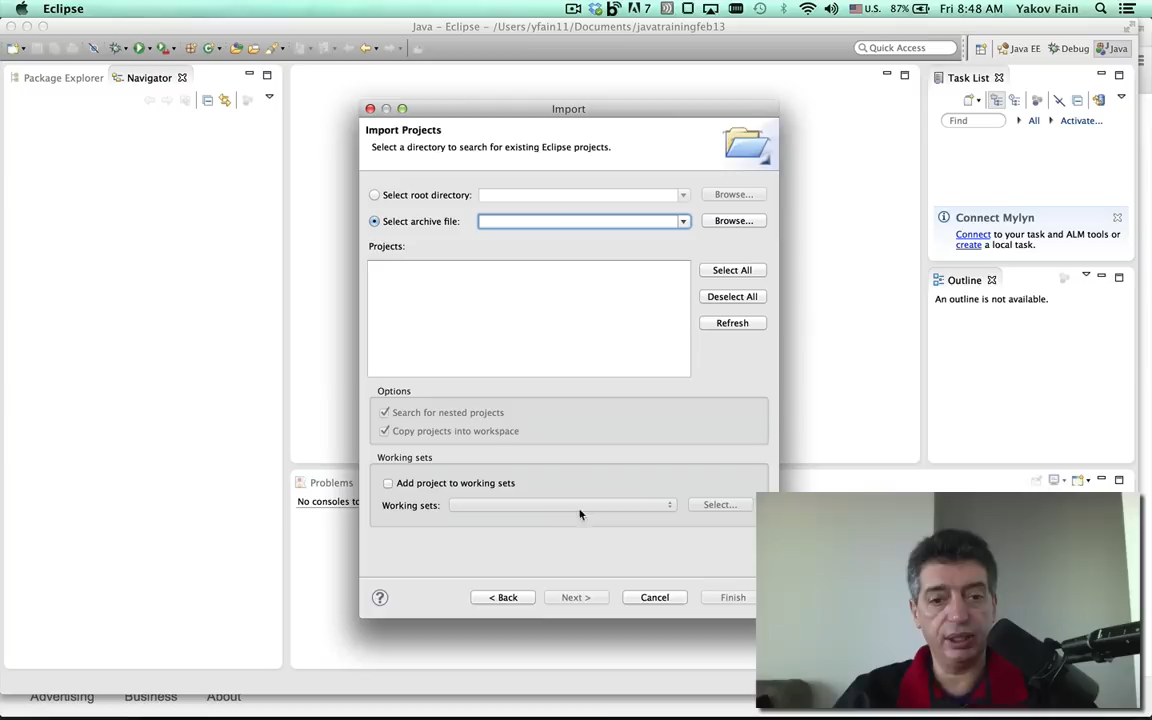 Eclipse
7
U.S.
87%
Fri 8:48 AM
Yakov Fain
Java – Eclipse – /Users/yfain11/Documents/javatrainingfeb13
Quick Access
Java EE
Debug
Java
Package Explorer
Navigator
Import
Import Projects
Select a directory to search for existing Eclipse projects.
Select root directory:
Browse...
Select archive file:
Browse...
Projects:
Select All
Deselect All
Refresh
Options
Search for nested projects
Copy projects into workspace
Working sets
Add project to working sets
Working sets:
Select...
?
< Back
Next >
Cancel
Finish
Task List
Find
All
Activate...
Connect Mylyn
Connect to your task and ALM tools or
create a local task.
Outline
An outline is not available.
Problems
No consoles to
Advertising
Business
About